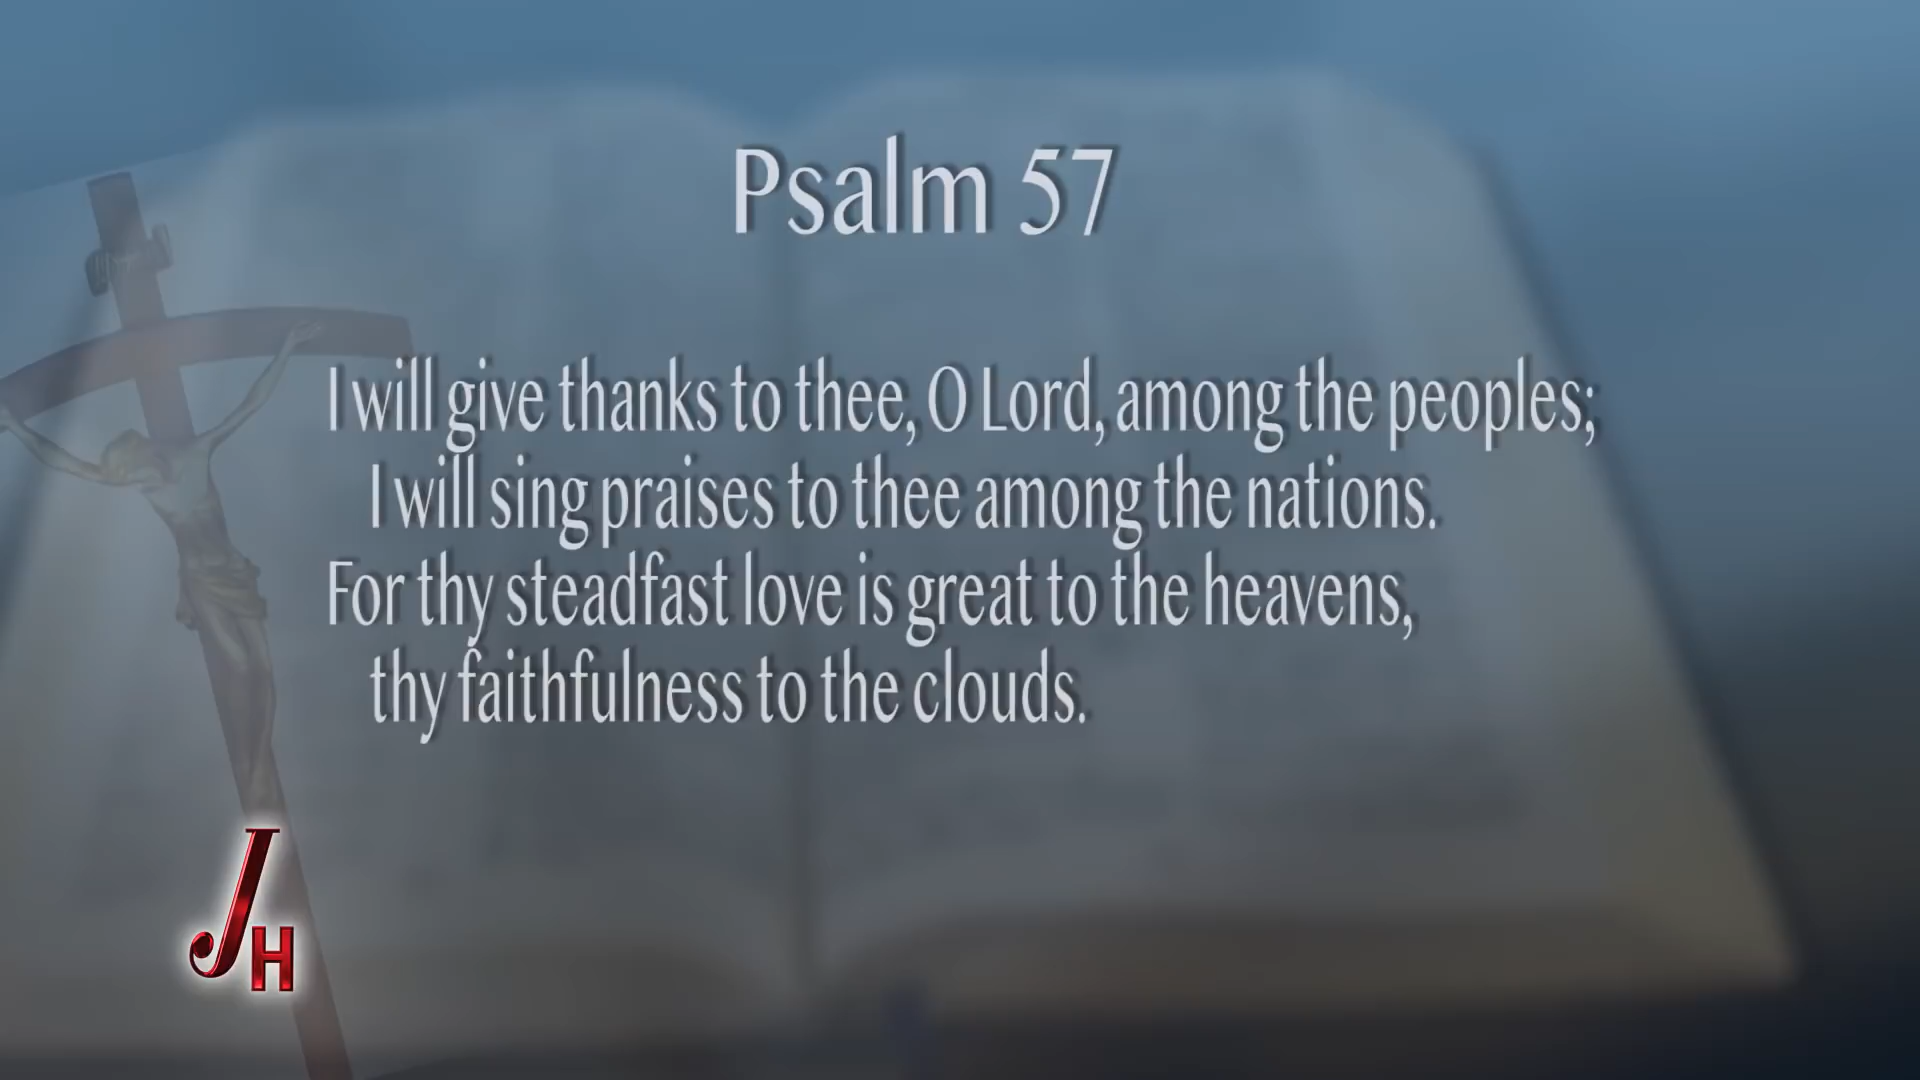 Psalm 57
I will give thanks to thee, O Lord, among the peoples;
I will sing praises to thee among the nations.
For thy steadfast love is great to the heavens,
thy faithfulness to the clouds.
JH